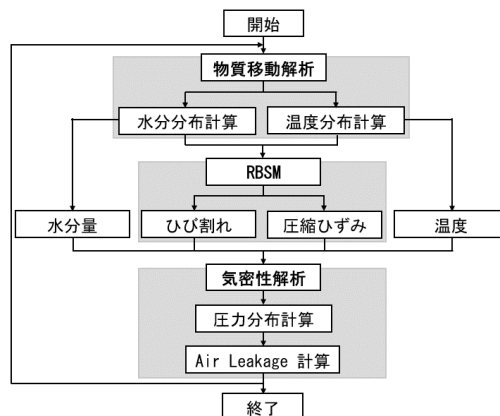 開始
物質移動解析
水分分布計算
温度分布計算
RBSM
水分量
ひび割れ
圧縮ひずみ
温度
気密性解析
圧力分布計算
Air Leakage 計算
終了